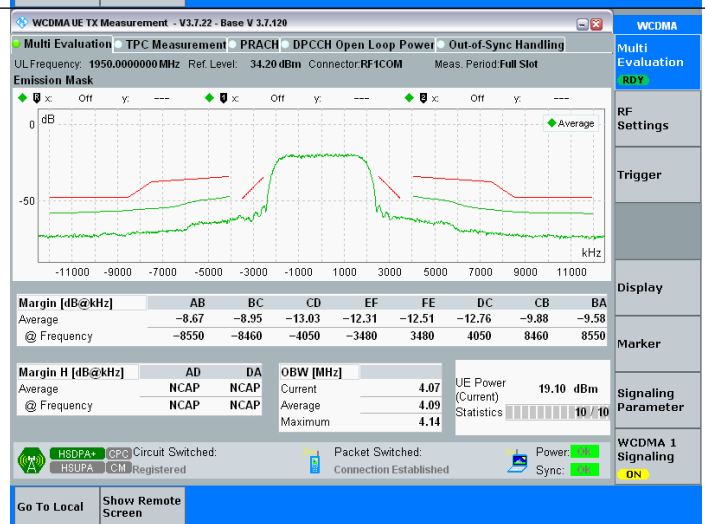 WCDMA UE TX Measurement - V3.7.22 - Base V 3.7.120
WCDMA
Multi Evaluation TPC Measurement PRACH DPCCH Open Loop Power Out-of-Sync Handling
Multi Evaluation
RDY
UL Frequency: 1950.0000000 MHz Ref. Level: 34.20 dBm Connector:RF1COM Meas. Period:Full Slot
Emission Mask
x: Off y: --- x: Off y: --- x: Off y: ---
RF Settings
0 dB
Average
Trigger
-50
kHz
-11000 -9000 -7000 -5000 -3000 -1000 1000 3000 5000 7000 9000 11000
Display
Margin [dB@kHz] AB BC CD EF FE DC CB BA
Average -8.67 -8.95 -13.03 -12.31 -12.51 -12.76 -9.88 -9.58
@ Frequency -8550 -8460 -4050 -3480 3480 4050 8460 8550
Marker
Margin H [dB@kHz] AD DA OBW [MHz]
Average NCAP NCAP Current 4.07
@ Frequency NCAP NCAP Average 4.09
Maximum 4.14
UE Power (Current) 19.10 dBm
Statistics 10 / 10
Signaling Parameter
HSDPA+ CPC Circuit Switched: Packet Switched: Power: OK
HSUPA CM Registered Connection Established Sync: OK
WCDMA 1 Signaling
ON
Go To Local
Show Remote Screen